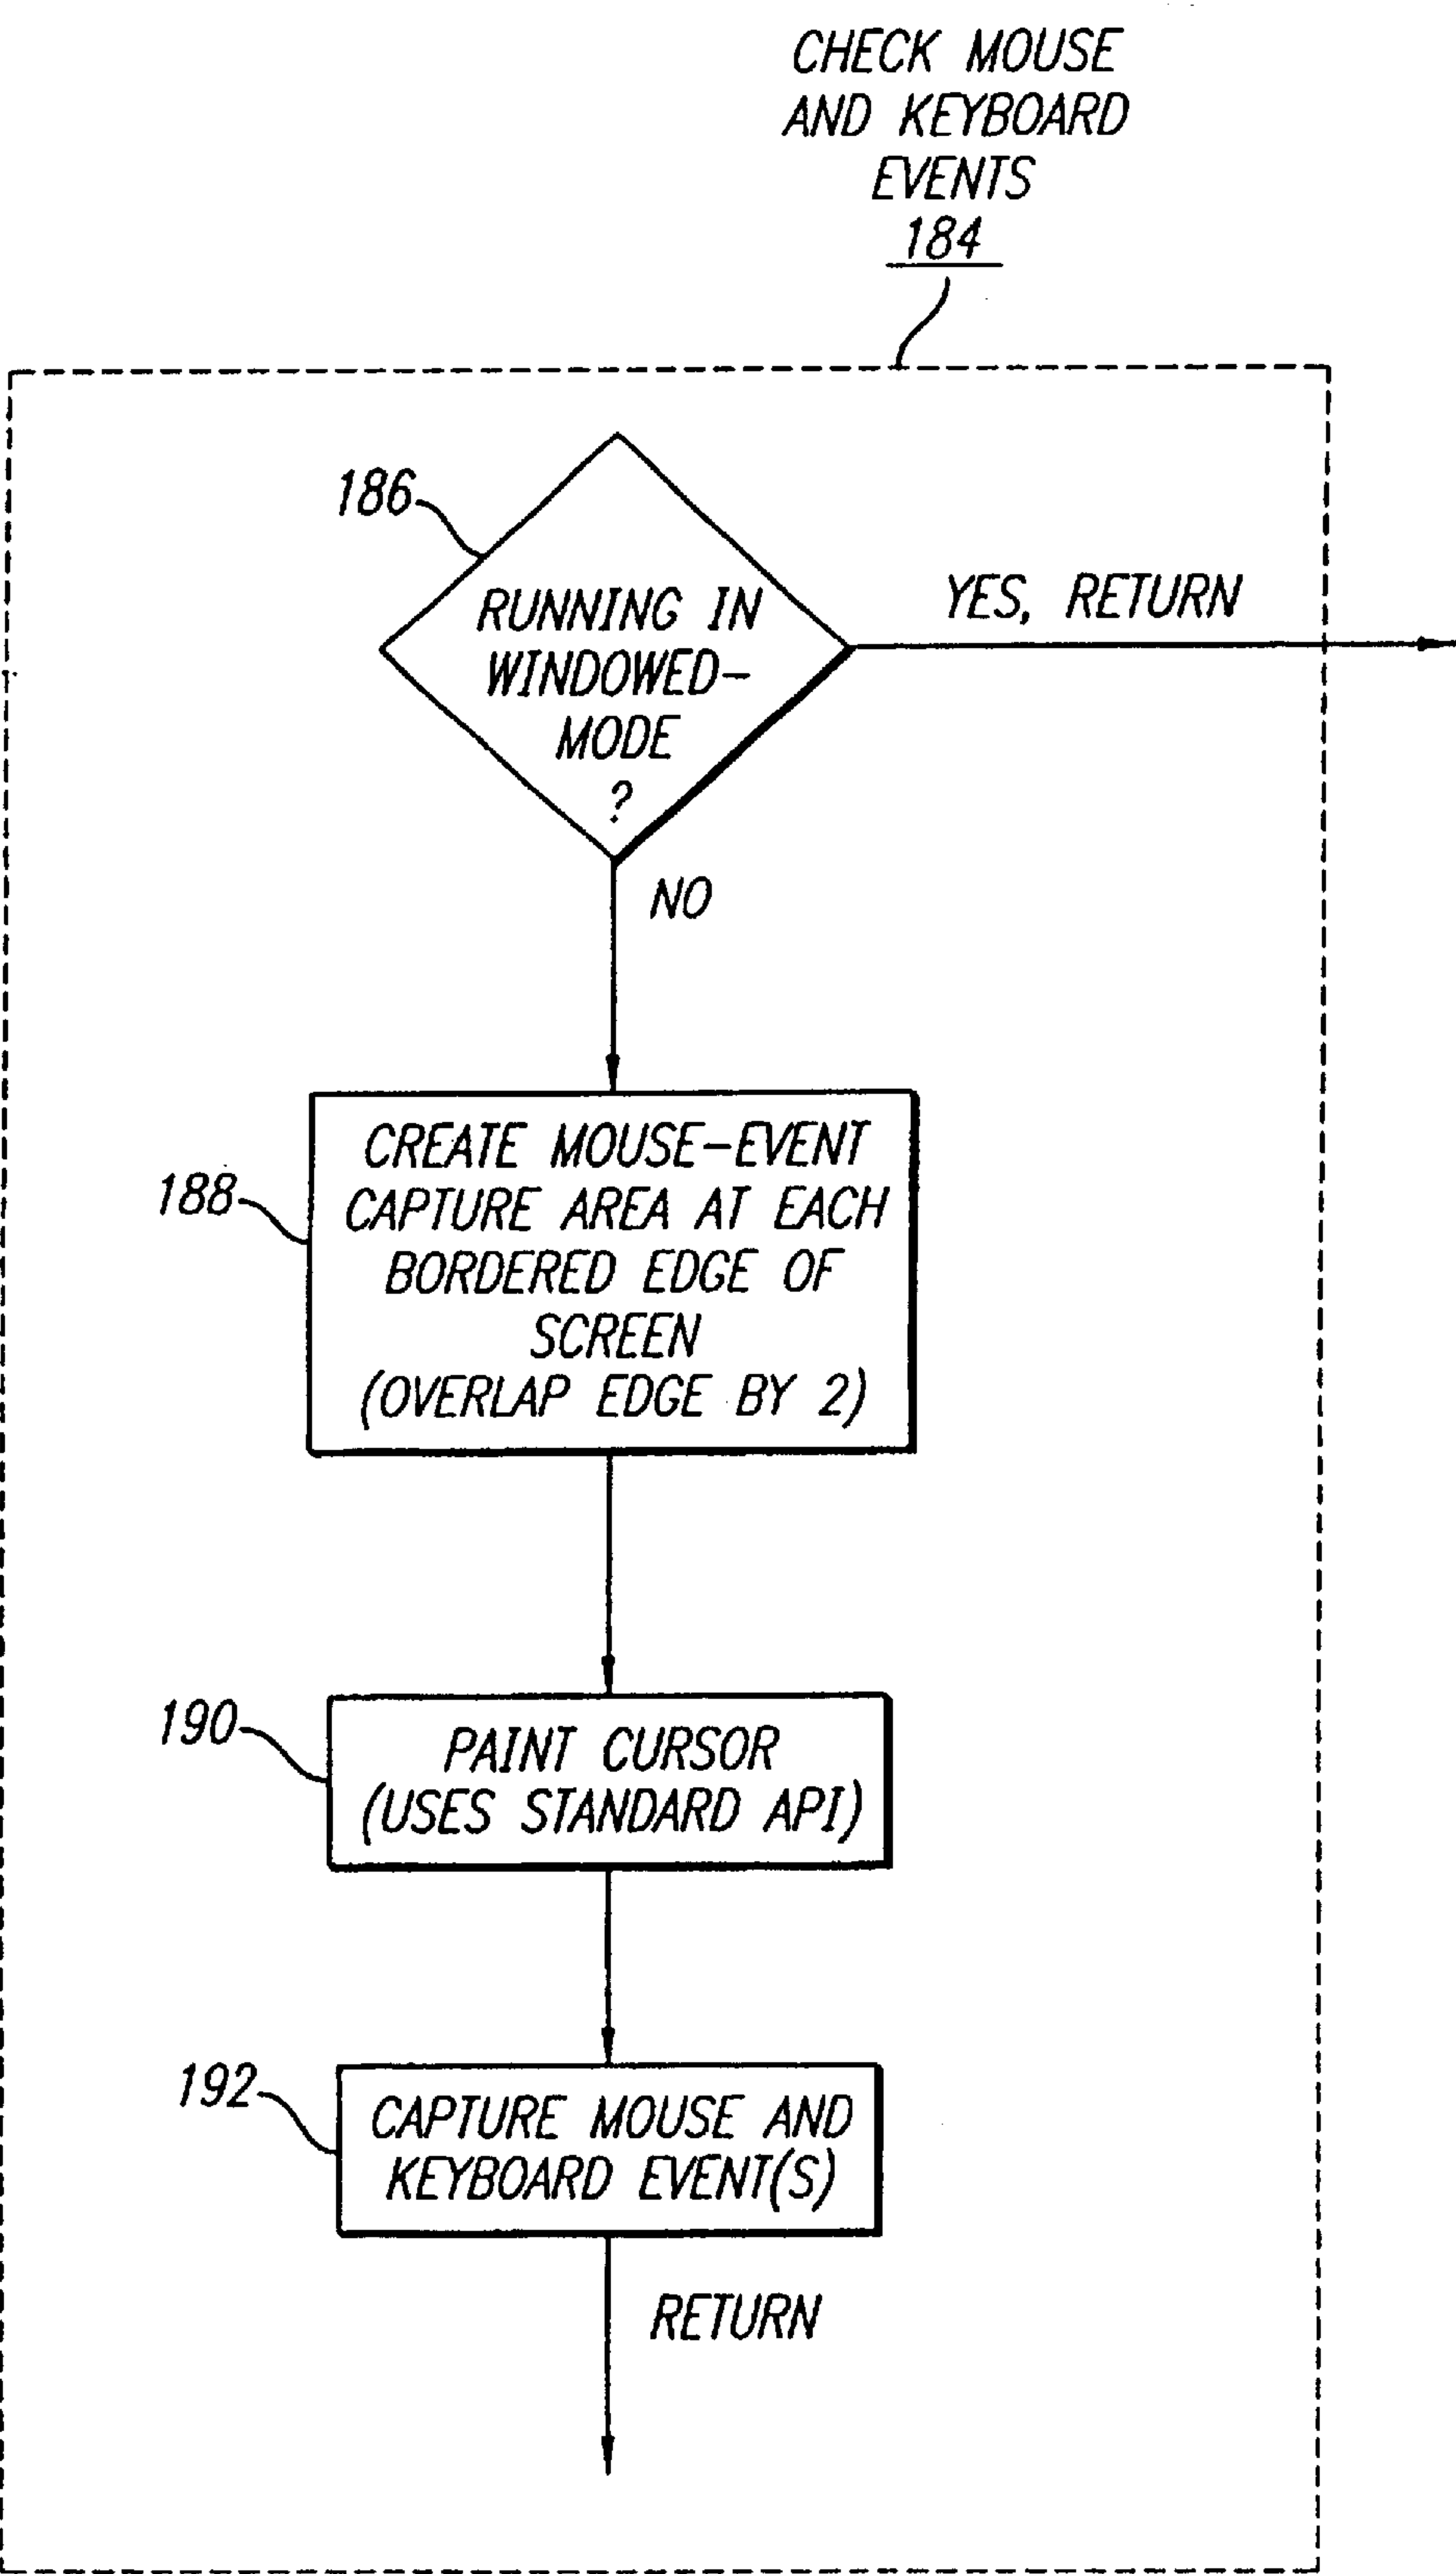 CHECK MOUSE
AND KEYBOARD
EVENTS
184
186
RUNNING IN
WINDOWED-
MODE
?
YES, RETURN
NO
188
CREATE MOUSE-EVENT
CAPTURE AREA AT EACH
BORDERED EDGE OF
SCREEN
(OVERLAP EDGE BY 2)
190
PAINT CURSOR
(USES STANDARD API)
192
CAPTURE MOUSE AND
KEYBOARD EVENT(S)
RETURN